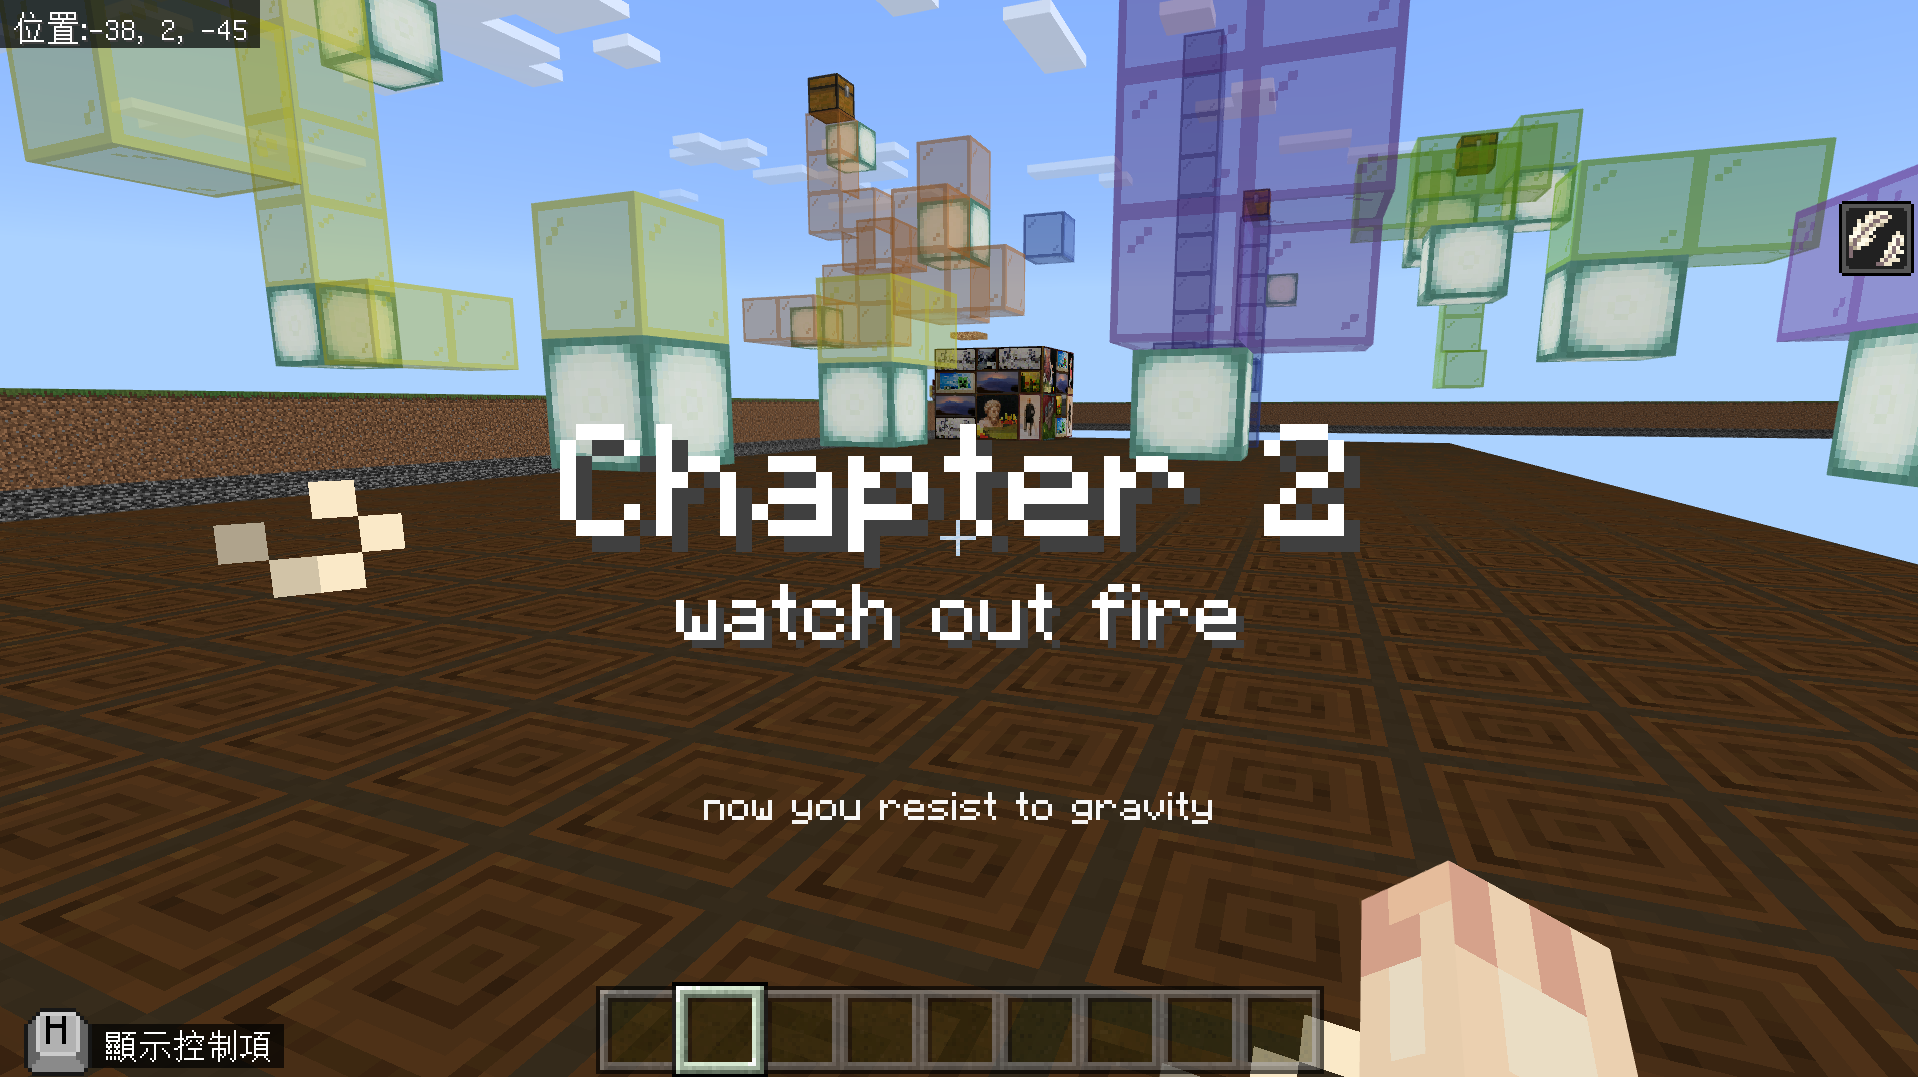 位置:-38, 2, -45
Chapter 2
watch out fire
now you resist to gravity
H
顯示控制項